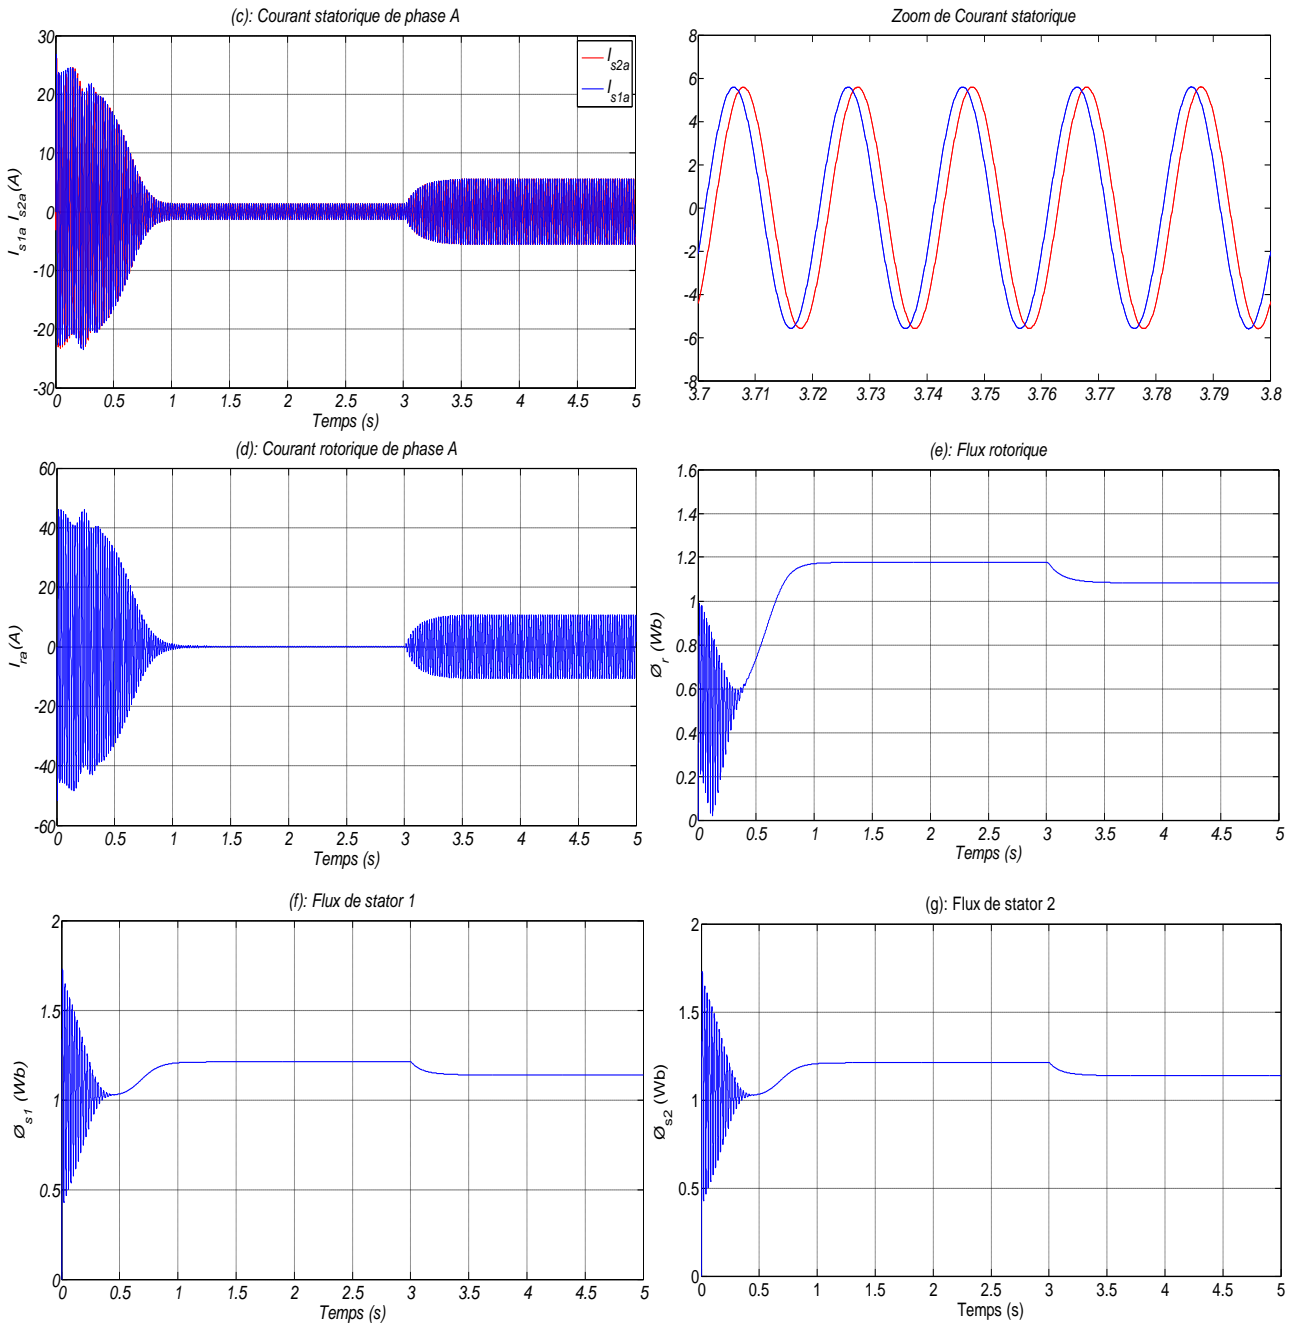 (c): Courant statorique de phase A
30
20
10
0
-10
-20
-30
I_s1a I_s2a(A)
I_s2a
I_s1a
0 0.5 1 1.5 2 2.5 3 3.5 4 4.5 5
Temps (s)
Zoom de Courant statorique
8
6
4
2
0
-2
-4
-6
-8
3.7 3.71 3.72 3.73 3.74 3.75 3.76 3.77 3.78 3.79 3.8
(d): Courant rotorique de phase A
60
40
20
0
-20
-40
-60
I_ra(A)
0 0.5 1 1.5 2 2.5 3 3.5 4 4.5 5
Temps (s)
(e): Flux rotorique
1.6
1.4
1.2
1
0.8
0.6
0.4
0.2
0
Ø_r (Wb)
0 0.5 1 1.5 2 2.5 3 3.5 4 4.5 5
Temps (s)
(f): Flux de stator 1
2
1.5
1
0.5
0
Ø_s1 (Wb)
0 0.5 1 1.5 2 2.5 3 3.5 4 4.5 5
Temps (s)
(g): Flux de stator 2
2
1.5
1
0.5
0
Ø_s2 (Wb)
0 0.5 1 1.5 2 2.5 3 3.5 4 4.5 5
Temps (s)